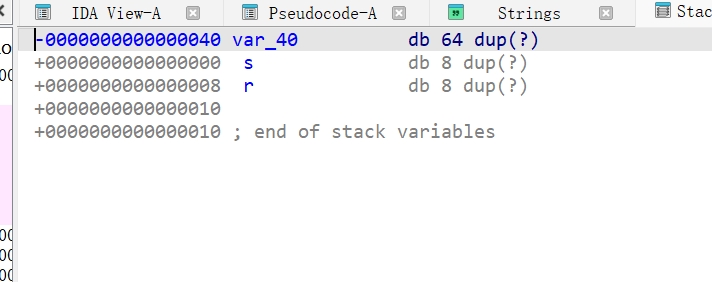 IDA View-A Pseudocode-A Strings Stac
-0000000000000040 var_40 db 64 dup(?)
+0000000000000000 s db 8 dup(?)
+0000000000000008 r db 8 dup(?)
+0000000000000010
+0000000000000010 ; end of stack variables